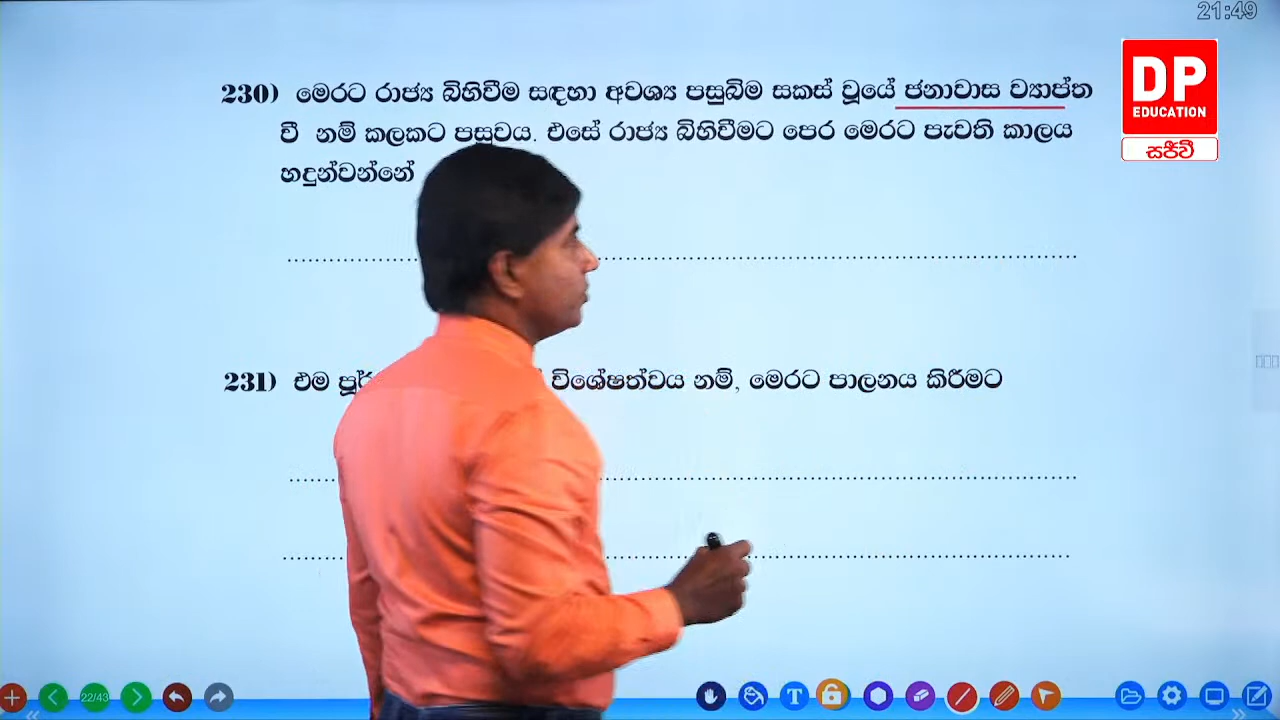 21:49
DP
EDUCATION
සජීවී
230) මෙරට රාජ්‍ය බිහිවීම සඳහා අවශ්‍ය පසුබිම සකස් වූයේ ජනාවාස ව්‍යාප්ත
වී නම් කලකට පසුවය. එසේ රාජ්‍ය බිහිවීමට පෙර මෙරට පැවති කාලය
හඳුන්වන්නේ
231) එම විශේෂත්වය නම්, මෙරට පාලනය කිරීමට
22/43